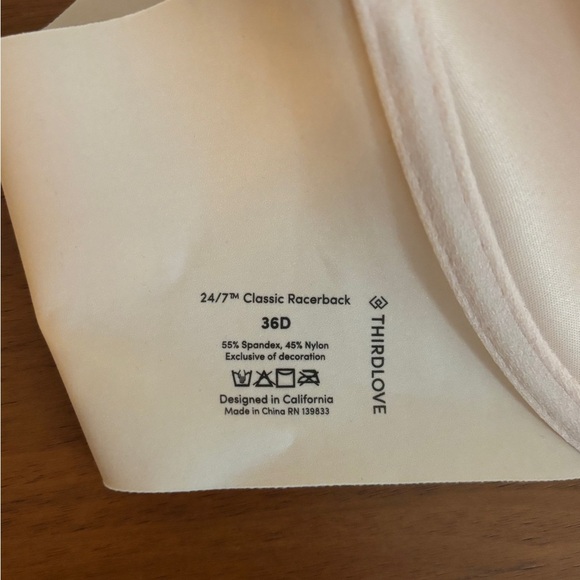 24/7™ Classic Racerback
36D
55% Spandex, 45% Nylon
Exclusive of decoration
Designed in California
Made in China RN 139833
THIRDLOVE